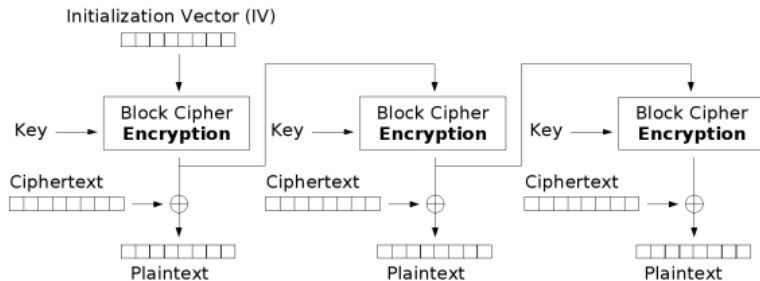 Initialization Vector (IV)
Block Cipher
Encryption
Key
Block Cipher
Encryption
Key
Block Cipher
Encryption
Key
Ciphertext
Ciphertext
Ciphertext
Plaintext
Plaintext
Plaintext